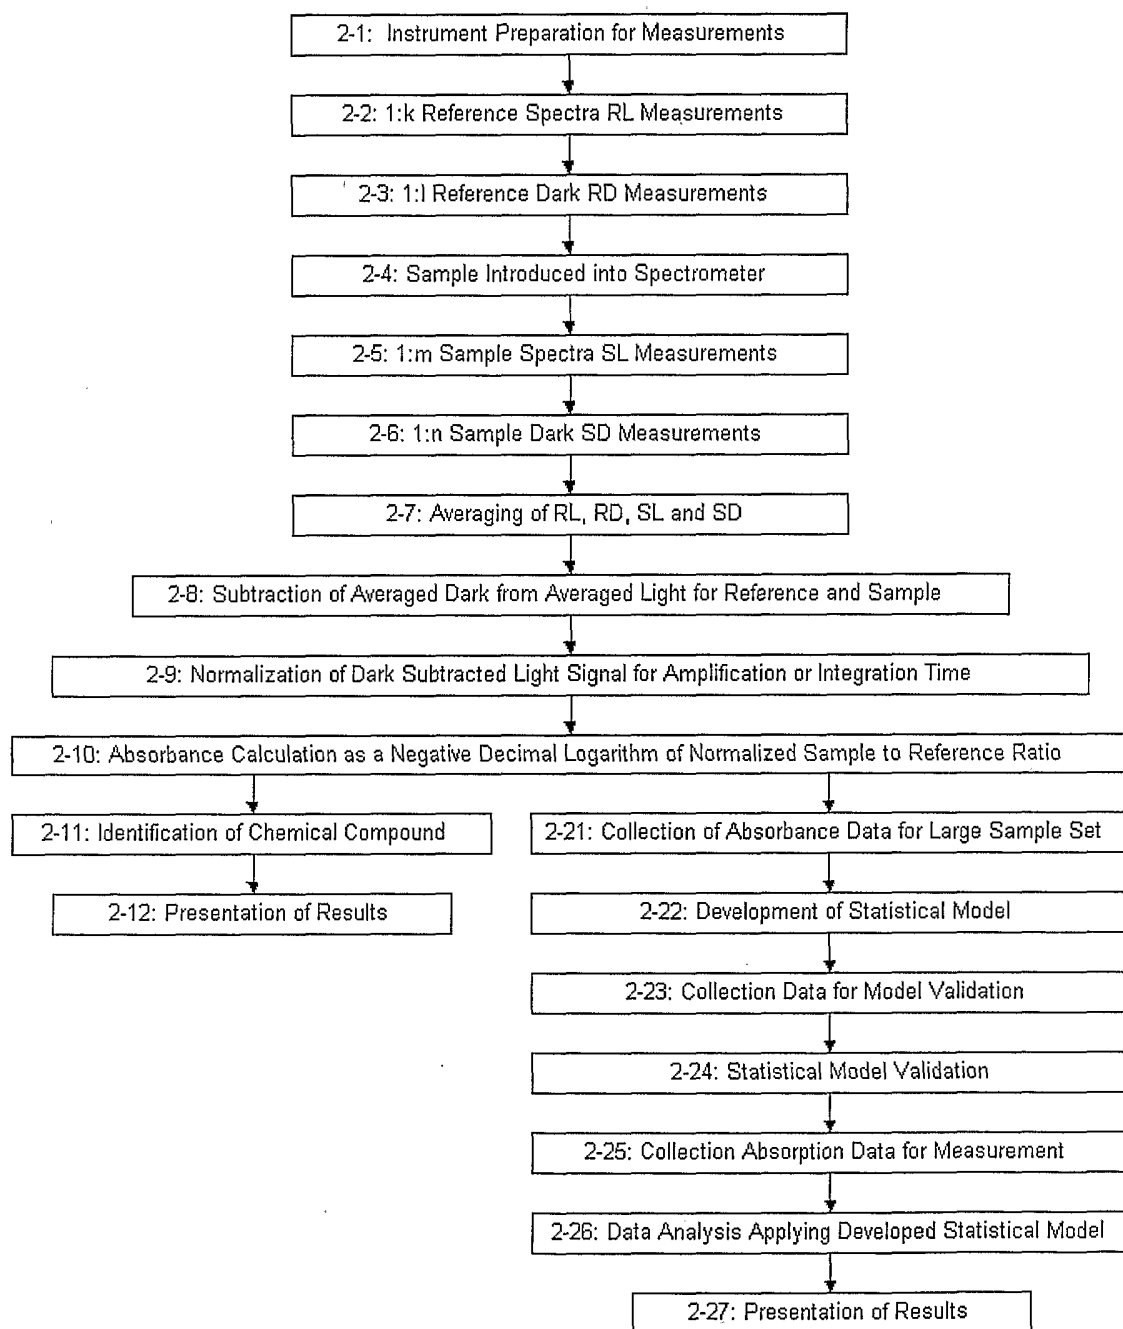 2-1: Instrument Preparation for Measurements
2-2: 1:k Reference Spectra RL Measurements
2-3: 1:l Reference Dark RD Measurements
2-4: Sample Introduced into Spectrometer
2-5: 1:m Sample Spectra SL Measurements
2-6: 1:n Sample Dark SD Measurements
2-7: Averaging of RL, RD, SL and SD
2-8: Subtraction of Averaged Dark from Averaged Light for Reference and Sample
2-9: Normalization of Dark Subtracted Light Signal for Amplification or Integration Time
2-10: Absorbance Calculation as a Negative Decimal Logarithm of Normalized Sample to Reference Ratio
2-11: Identification of Chemical Compound
2-12: Presentation of Results
2-21: Collection of Absorbance Data for Large Sample Set
2-22: Development of Statistical Model
2-23: Collection Data for Model Validation
2-24: Statistical Model Validation
2-25: Collection Absorption Data for Measurement
2-26: Data Analysis Applying Developed Statistical Model
2-27: Presentation of Results